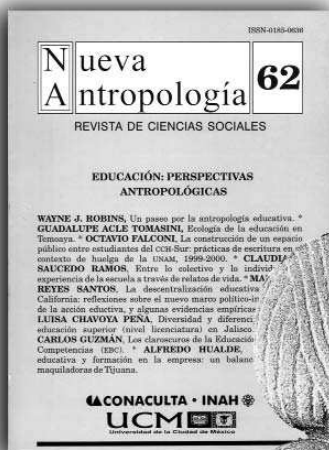 ISSN-0185-0636
Nueva
Antropología
62
REVISTA DE CIENCIAS SOCIALES
EDUCACIÓN: PERSPECTIVAS
ANTROPOLÓGICAS
WAYNE J. ROBINS, Un paseo por la antropología educativa. *
GUADALUPE ACLE TOMASINI, Ecología de la educación en
Temoaya. * OCTAVIO FALCONI, La construcción de un espacio
público entre estudiantes del CCH-Sur: prácticas de escritura en
contexto de huelga de la UNAM, 1999-2000. * CLAUDIA
SAUCEDO RAMOS, Entre lo colectivo y lo
experiencia de la escuela a través de relatos de vida. *
REYES SANTOS, La descentralización educativa
California: reflexiones sobre el nuevo marco
de la acción eductiva, y algunas evidencias empíricas
LUISA CHAVOYA PEÑA, Diversidad y
educación superior (nivel licenciatura) en Jalisco
CARLOS GUZMÁN, Los claroscuros de la
Competencias (EBC). * ALFREDO HUALDE,
educativa y formación en la empresa: un
maquiladoras de Tijuana.
CONACULTA • INAH
UCM
Universidad de la Ciudad de México